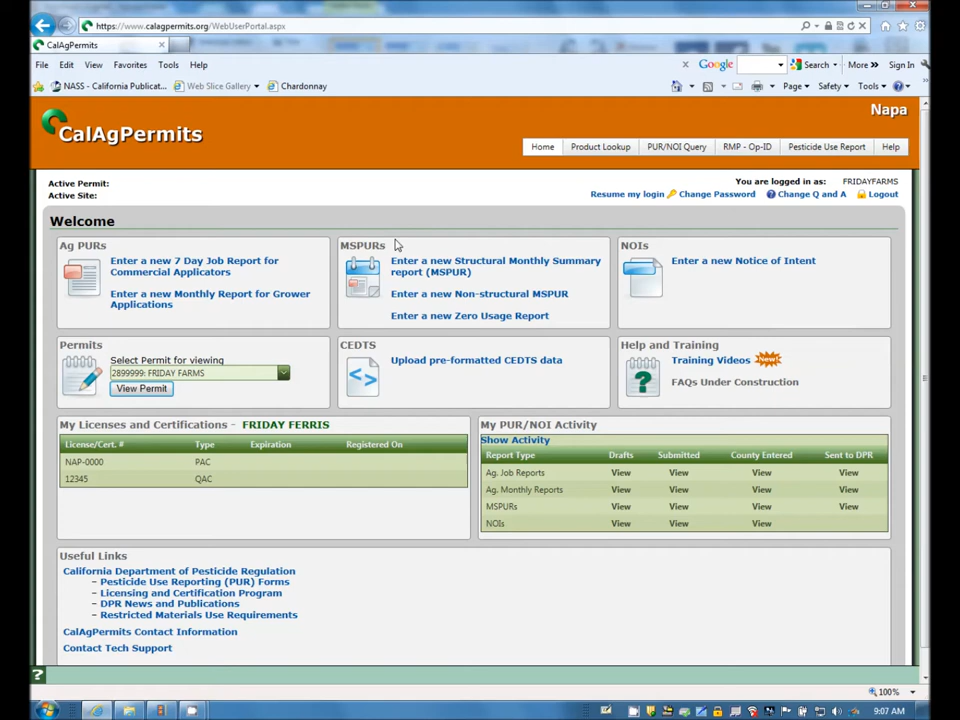 https://www.calagpermits.org/WebUserPortal.aspx
CalAgPermits
File Edit View Favorites Tools Help
Google Search More >> Sign In
NASS - California Publicat... Web Slice Gallery Chardonnay
Page Safety Tools
Napa
CalAgPermits
Home Product Lookup PUR/NOI Query RMP - Op-ID Pesticide Use Report Help
Active Permit:
You are logged in as: FRIDAYFARMS
Active Site:
Resume my login Change Password Change Q and A Logout
Welcome
Ag PURs
Enter a new 7 Day Job Report for
Commercial Applicators
Enter a new Monthly Report for Grower
Applications
MSPURs
Enter a new Structural Monthly Summary
report (MSPUR)
Enter a new Non-structural MSPUR
Enter a new Zero Usage Report
NOIs
Enter a new Notice of Intent
Permits
Select Permit for viewing
2899999: FRIDAY FARMS
View Permit
CEDTS
Upload pre-formatted CEDTS data
Help and Training
Training Videos New
FAQs Under Construction
My Licenses and Certifications - FRIDAY FERRIS
License/Cert. # Type Expiration Registered On
NAP-0000 PAC
12345 QAC
My PUR/NOI Activity
Show Activity
Report Type Drafts Submitted County Entered Sent to DPR
Ag. Job Reports View View View View
Ag. Monthly Reports View View View View
MSPURs View View View View
NOIs View View View
Useful Links
California Department of Pesticide Regulation
– Pesticide Use Reporting (PUR) Forms
– Licensing and Certification Program
– DPR News and Publications
– Restricted Materials Use Requirements
CalAgPermits Contact Information
Contact Tech Support
?
100%
9:07 AM